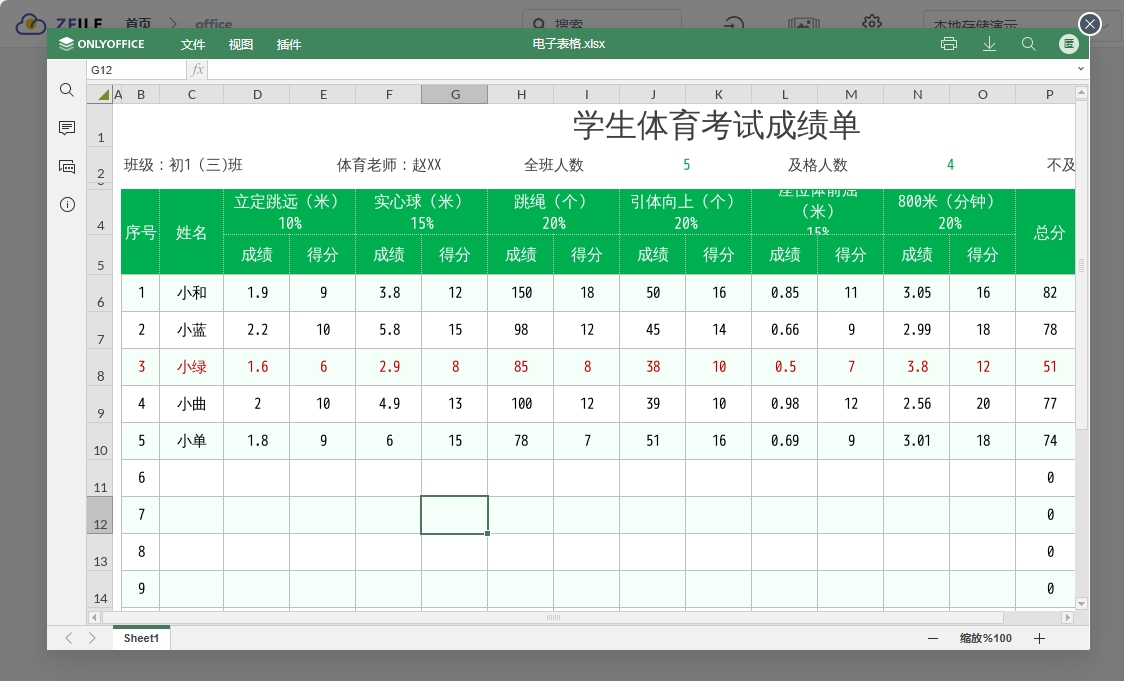 ZFILE 首页 office 搜索 本地存储演示
ONLYOFFICE 文件 视图 插件 电子表格.xlsx
G12 fx
A B C D E F G H I J K L M N O P
1 学生体育考试成绩单
2 班级：初1（三）班 体育老师：赵XX 全班人数 5 及格人数 4 不及
4 序号 姓名 立定跳远（米） 10% 实心球（米） 15% 跳绳（个） 20% 引体向上（个） 20% 座位体前屈（米） 15% 800米（分钟） 20% 总分
5 成绩 得分 成绩 得分 成绩 得分 成绩 得分 成绩 得分 成绩 得分
6 1 小和 1.9 9 3.8 12 150 18 50 16 0.85 11 3.05 16 82
7 2 小蓝 2.2 10 5.8 15 98 12 45 14 0.66 9 2.99 18 78
8 3 小绿 1.6 6 2.9 8 85 8 38 10 0.5 7 3.8 12 51
9 4 小曲 2 10 4.9 13 100 12 39 10 0.98 12 2.56 20 77
10 5 小单 1.8 9 6 15 78 7 51 16 0.69 9 3.01 18 74
11 6 0
12 7 0
13 8 0
14 9 0
Sheet1 缩放%100